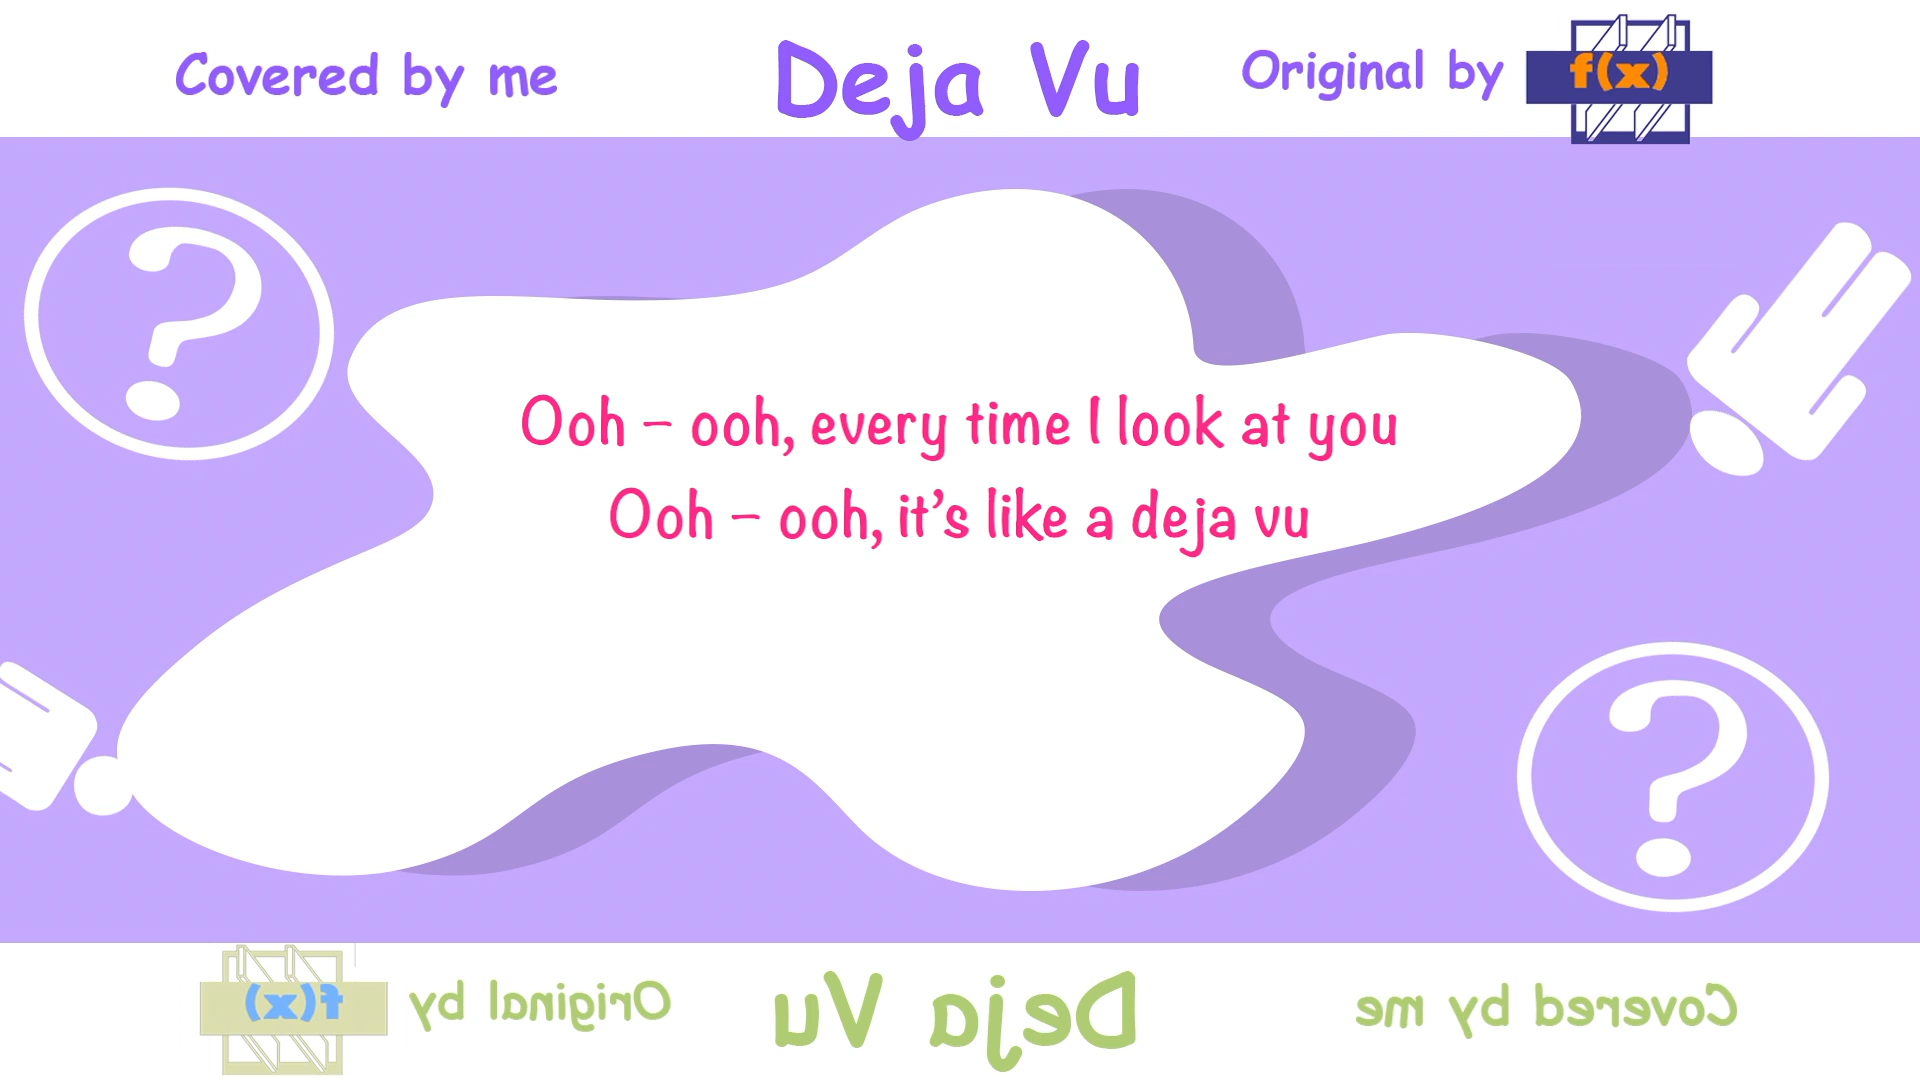 Covered by me
Deja Vu
Original by
f(x)
?
Ooh – ooh, every time I look at you
Ooh – ooh, it's like a deja vu
?
f(x)
Original by
Deja Vu
Covered by me